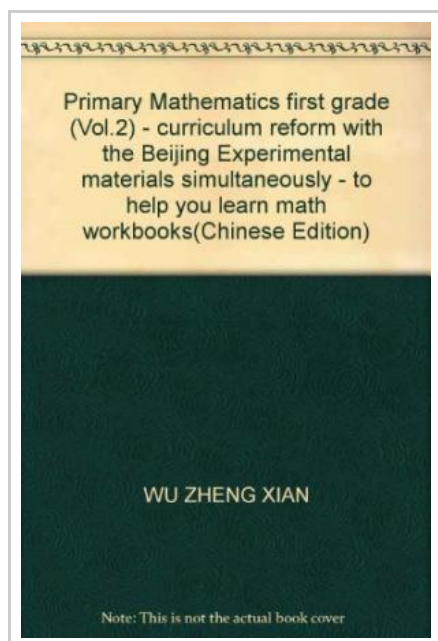 Primary Mathematics first grade
(Vol.2) - curriculum reform with
the Beijing Experimental
materials simultaneously - to
help you learn math
workbooks(Chinese Edition)
WU ZHENG XIAN
Note: This is not the actual book cover